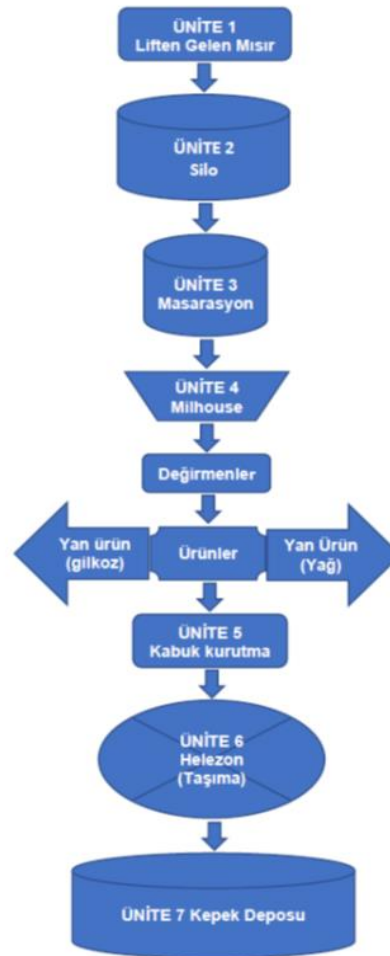 ÜNİTE 1
Liften Gelen Mısır
ÜNİTE 2
Silo
ÜNİTE 3
Masarasyon
ÜNİTE 4
Milhouse
Değirmenler
Yan ürün
(gilkoz)
Ürünler
Yan Ürün
(Yağ)
ÜNİTE 5
Kabuk kurutma
ÜNİTE 6
Helezon
(Taşıma)
ÜNİTE 7 Kepek Deposu